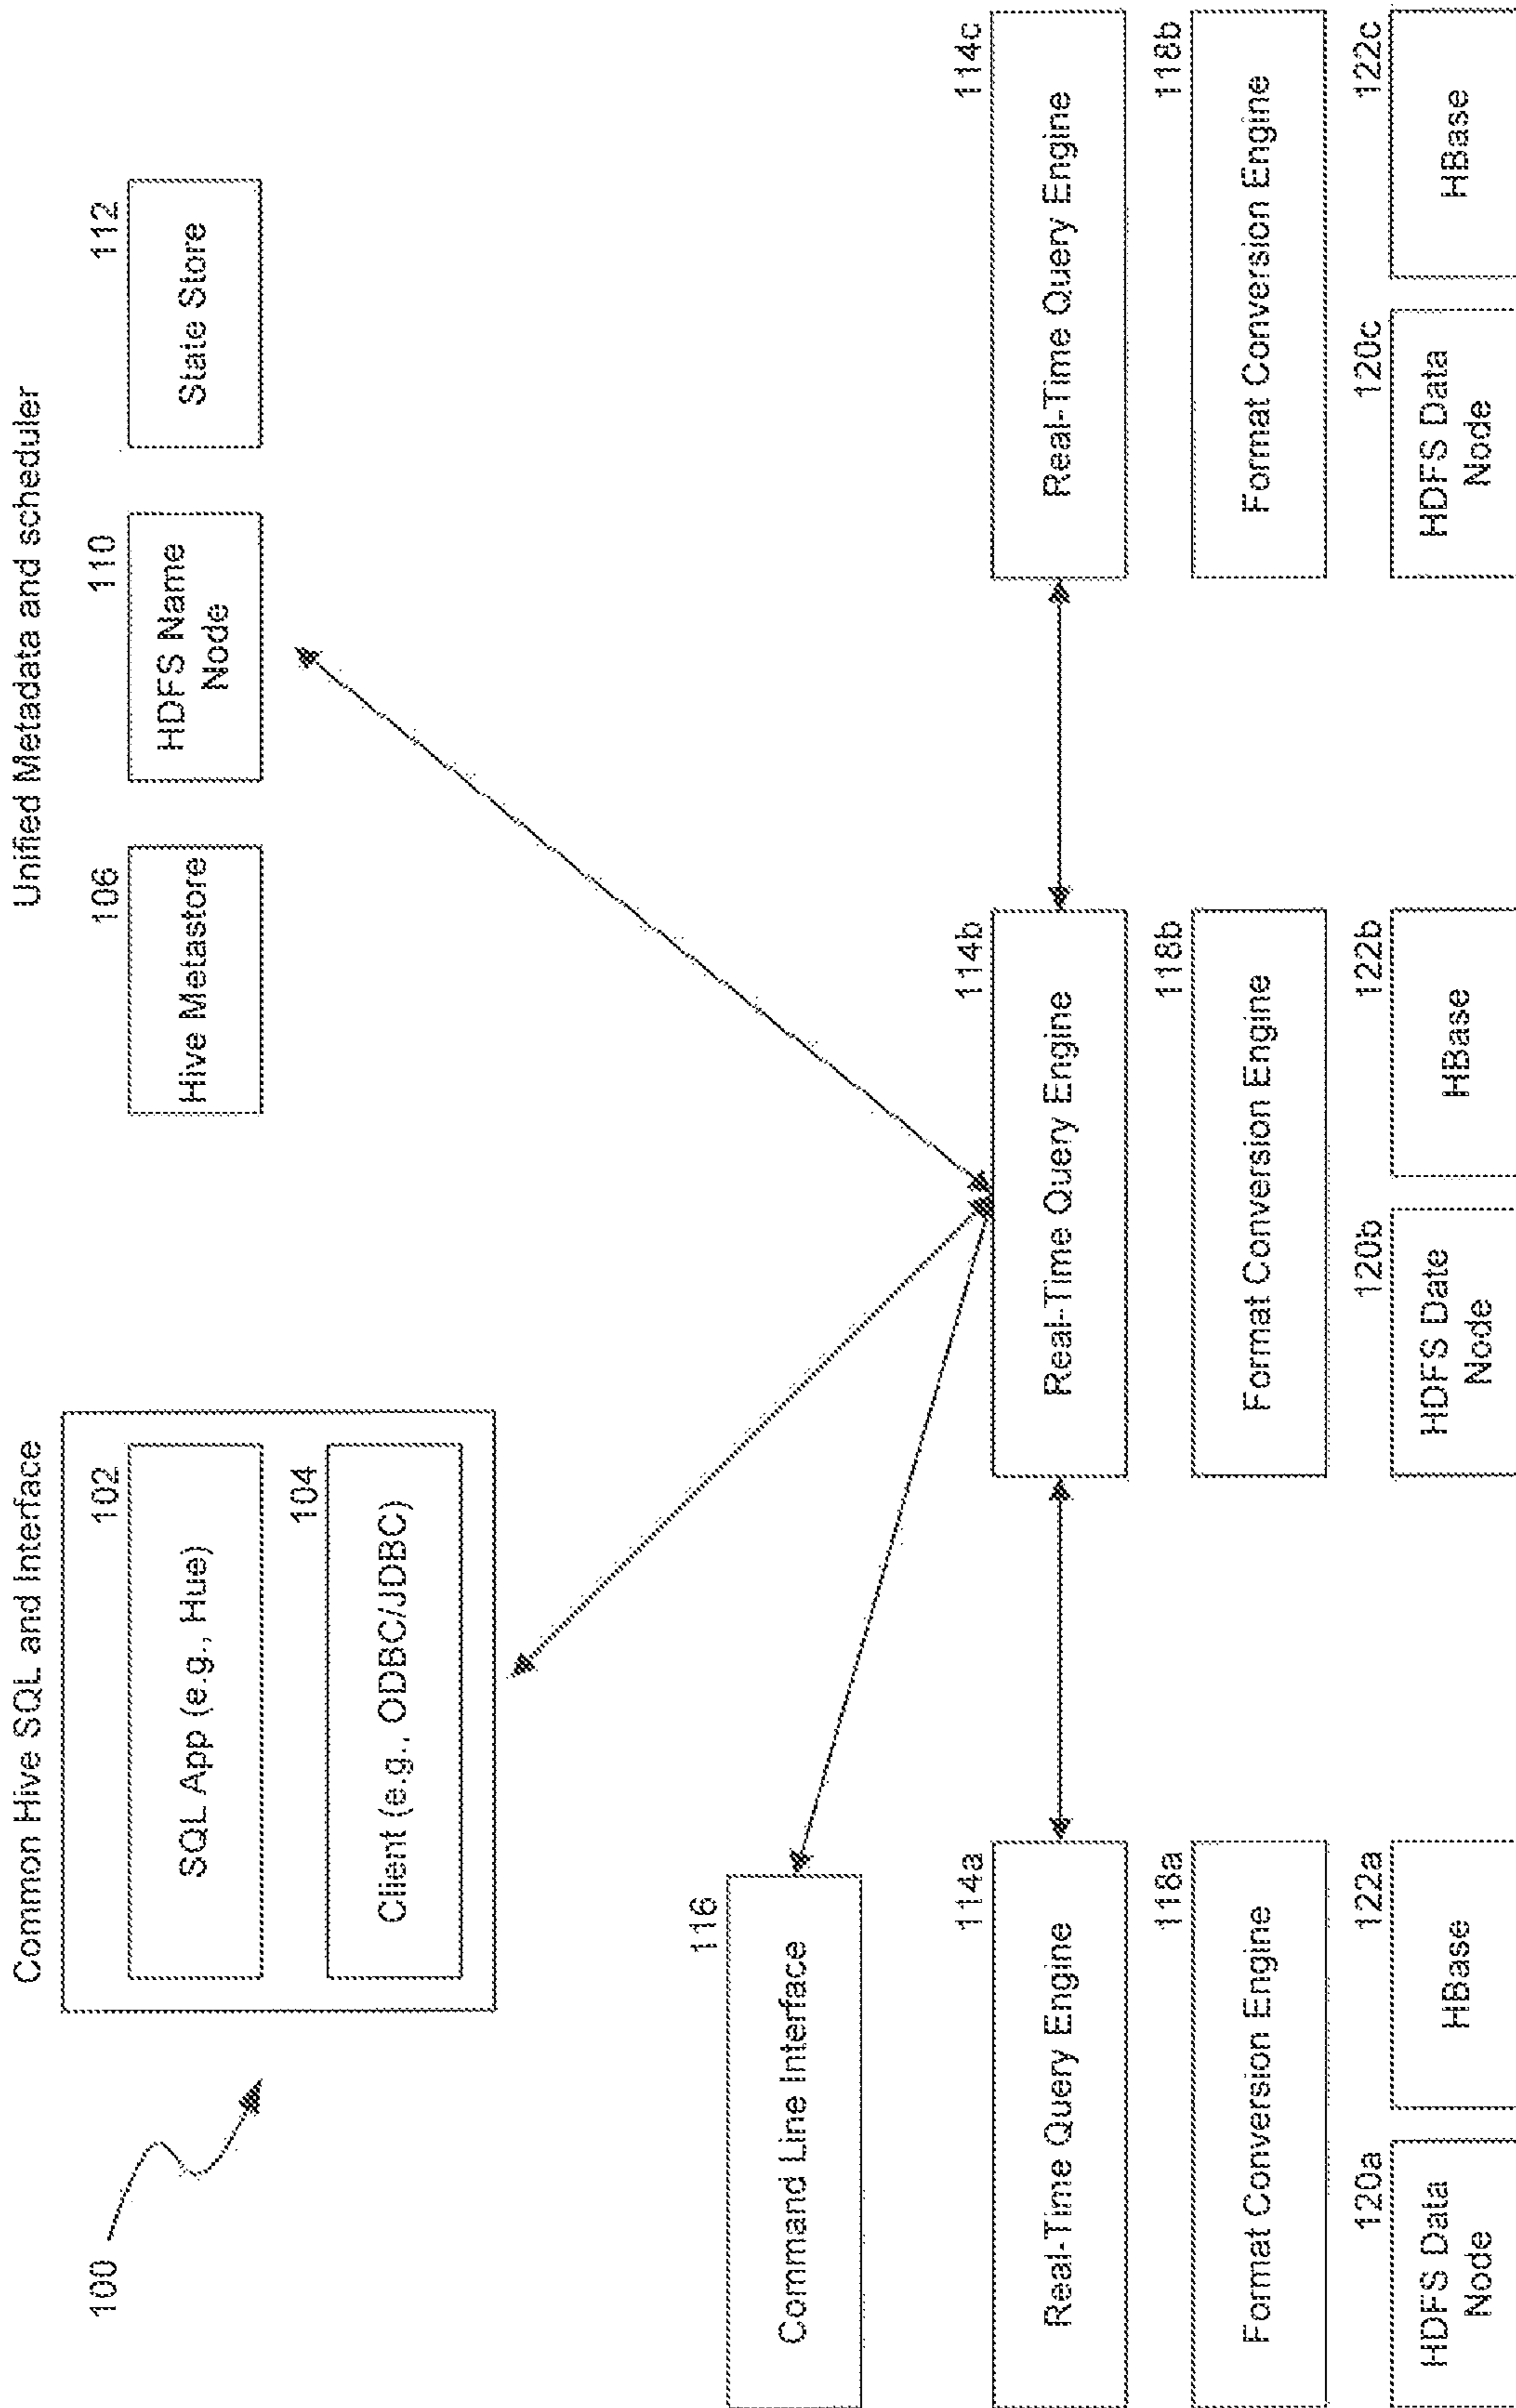 Common Hive SQL and Interface
Unified Metadata and scheduler
100
102
SQL App (e.g., Hue)
104
Client (e.g., ODBC/JDBC)
106
Hive Metastore
110
HDFS Name
Node
112
State Store
116
Command Line Interface
114a
Real-Time Query Engine
114b
Real-Time Query Engine
114c
Real-Time Query Engine
118a
Format Conversion Engine
118b
Format Conversion Engine
118b
Format Conversion Engine
120a
HDFS Data
Node
122a
HBase
120b
HDFS Date
Node
122b
HBase
120c
HDFS Data
Node
122c
HBase